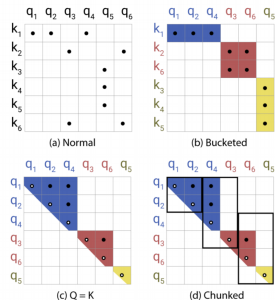 q1 q2 q3 q4 q5 q6
k1
k2
k3
k4
k5
k6
(a) Normal
q1 q2 q4 q3 q6 q5
k1
k2
k6
k3
k4
k5
(b) Bucketed
q1 q2 q4 q3 q6 q5
q1
q2
q4
q3
q6
q5
(c) Q = K
q1 q2 q4 q3 q6 q5
q1
q2
q4
q3
q6
q5
(d) Chunked